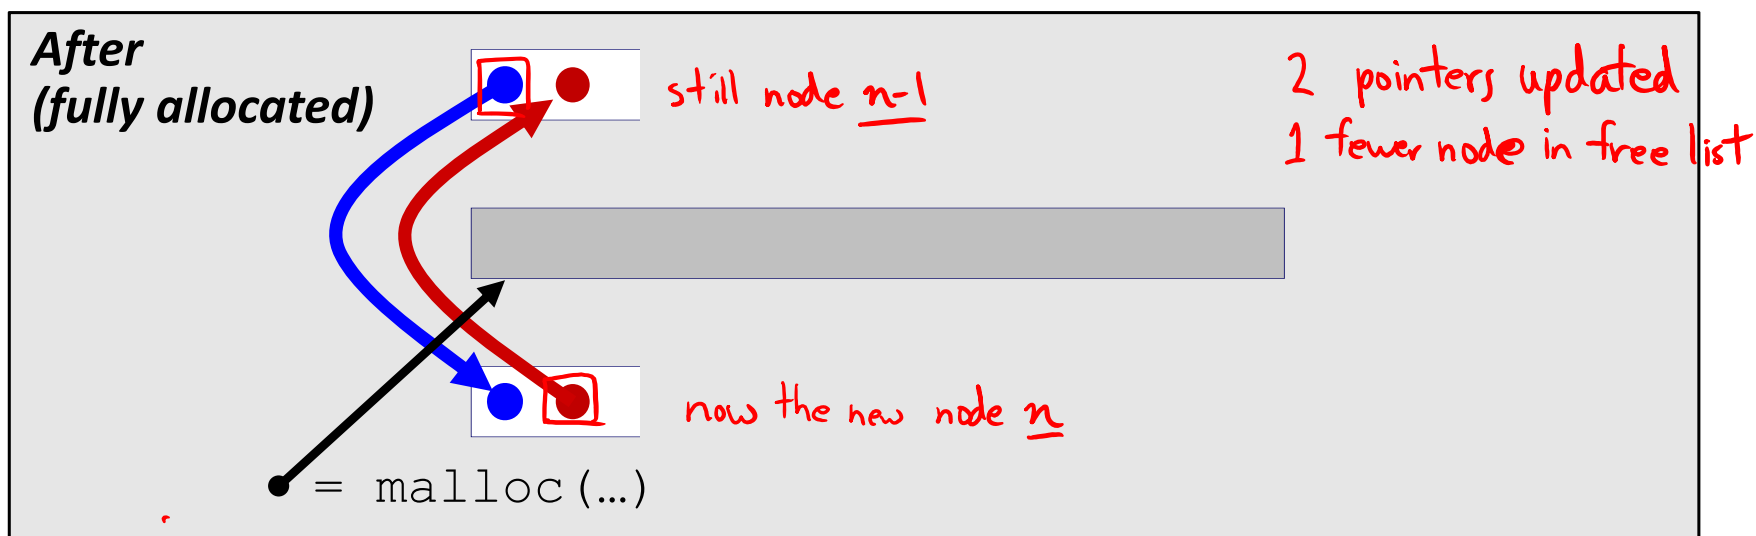 After
(fully allocated)
still node n-1
2 pointers updated
1 fewer node in free list
now the new node n
= malloc(…)